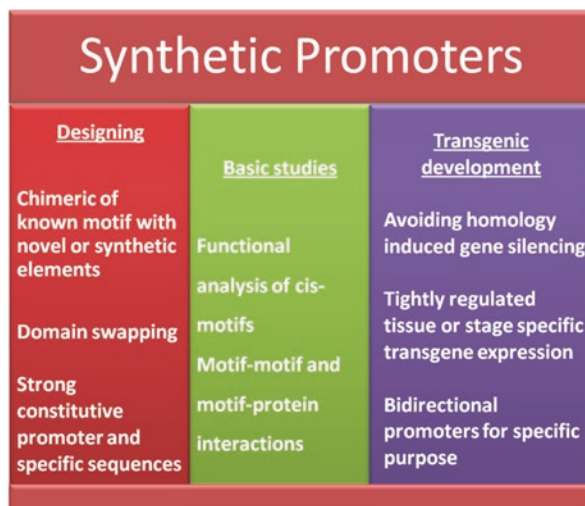 Synthetic Promoters
Designing
Chimeric of
known motif with
novel or synthetic
elements
Domain swapping
Strong
constitutive
promoter and
specific sequences
Basic studies
Functional
analysis of cis-
motifs
Motif-motif and
motif-protein
interactions
Transgenic
development
Avoiding homology
induced gene silencing
Tightly regulated
tissue or stage specific
transgene expression
Bidirectional
promoters for specific
purpose